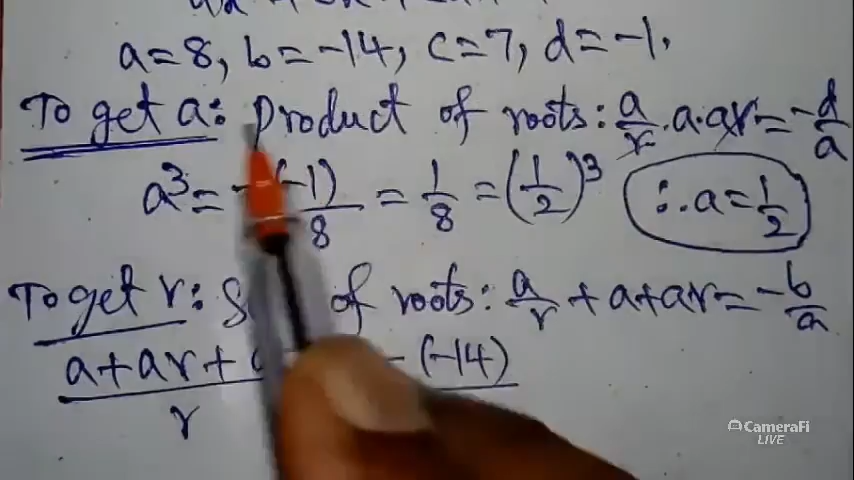 a=8, b=-14, c=7, d=-1.
To get a: Product of roots: a/r · a · ar = -d/a
a³ = -(-1)/8 = 1/8 = (1/2)³ ∴ a = 1/2
To get r: of roots: a/r + a + ar = -b/a
a + ar + -(-14)
r
CameraFi
LIVE